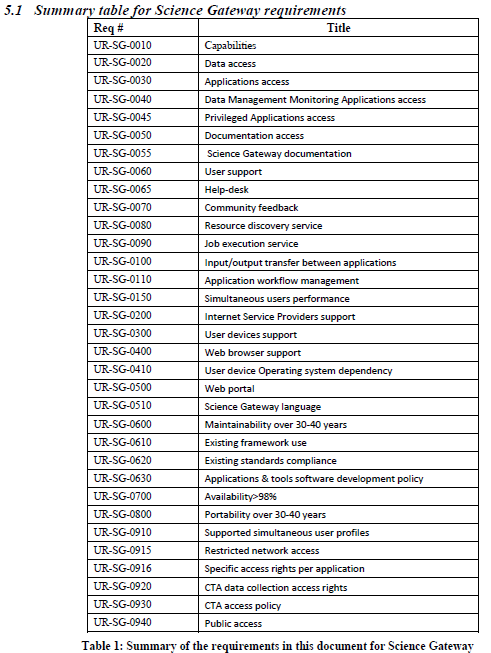 5.1 Summary table for Science Gateway requirements
Req # Title
UR-SG-0010 Capabilities
UR-SG-0020 Data access
UR-SG-0030 Applications access
UR-SG-0040 Data Management Monitoring Applications access
UR-SG-0045 Privileged Applications access
UR-SG-0050 Documentation access
UR-SG-0055 Science Gateway documentation
UR-SG-0060 User support
UR-SG-0065 Help-desk
UR-SG-0070 Community feedback
UR-SG-0080 Resource discovery service
UR-SG-0090 Job execution service
UR-SG-0100 Input/output transfer between applications
UR-SG-0110 Application workflow management
UR-SG-0150 Simultaneous users performance
UR-SG-0200 Internet Service Providers support
UR-SG-0300 User devices support
UR-SG-0400 Web browser support
UR-SG-0410 User device Operating system dependency
UR-SG-0500 Web portal
UR-SG-0510 Science Gateway language
UR-SG-0600 Maintainability over 30-40 years
UR-SG-0610 Existing framework use
UR-SG-0620 Existing standards compliance
UR-SG-0630 Applications & tools software development policy
UR-SG-0700 Availability>98%
UR-SG-0800 Portability over 30-40 years
UR-SG-0910 Supported simultaneous user profiles
UR-SG-0915 Restricted network access
UR-SG-0916 Specific access rights per application
UR-SG-0920 CTA data collection access rights
UR-SG-0930 CTA access policy
UR-SG-0940 Public access
Table 1: Summary of the requirements in this document for Science Gateway